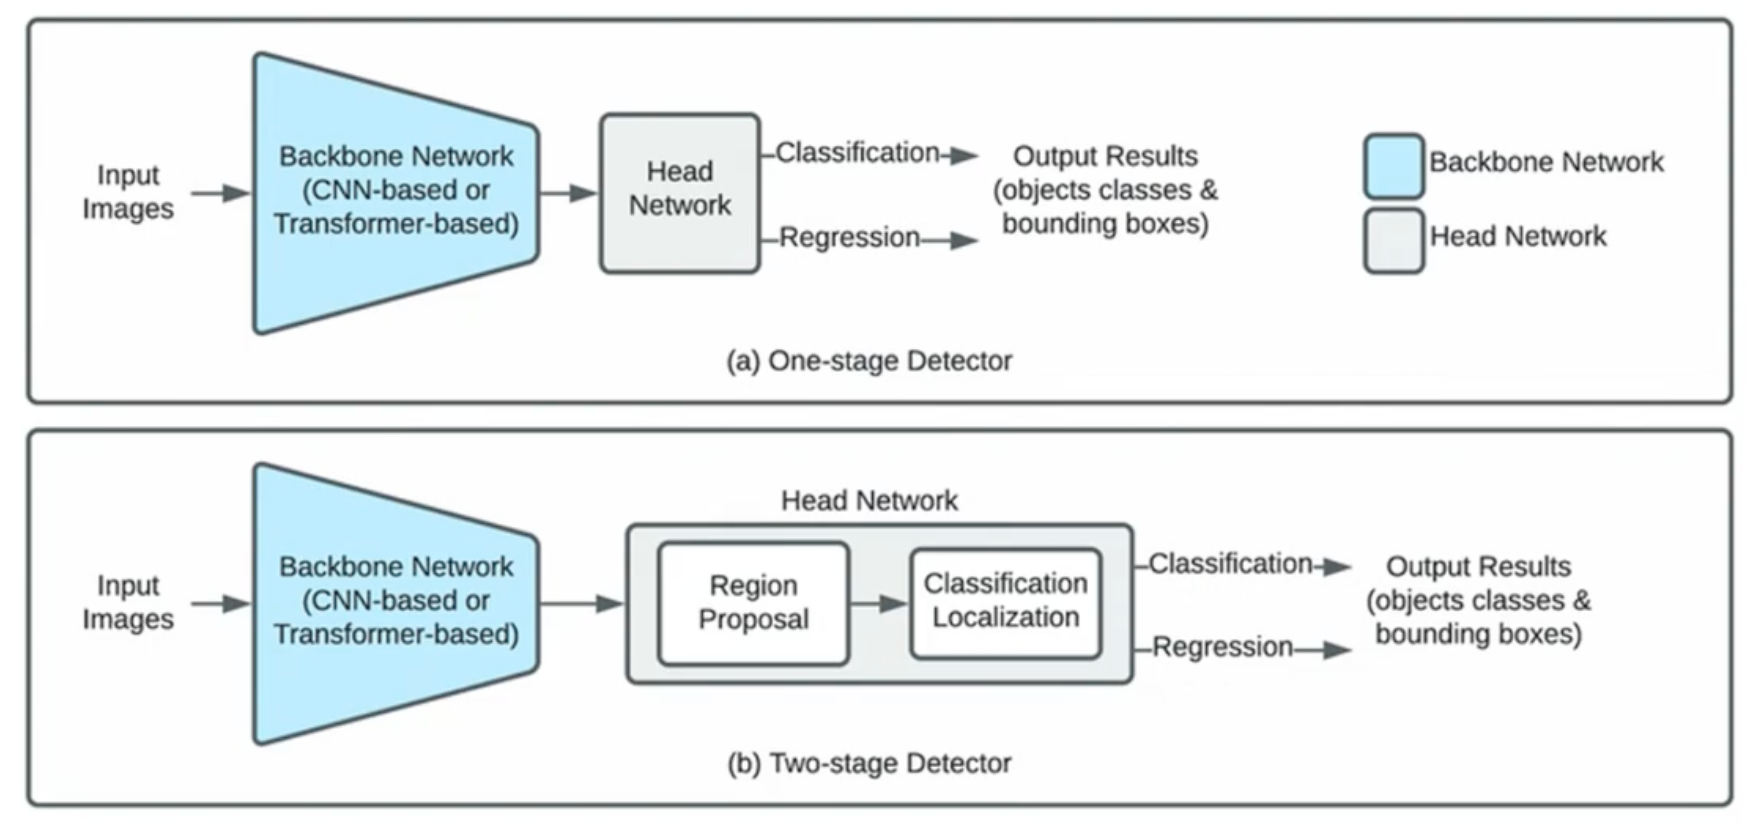 Input
Images
Backbone Network
(CNN-based or
Transformer-based)
Head
Network
Classification
Regression
Output Results
(objects classes &
bounding boxes)
Backbone Network
Head Network
(a) One-stage Detector
Input
Images
Backbone Network
(CNN-based or
Transformer-based)
Head Network
Region
Proposal
Classification
Localization
Classification
Regression
Output Results
(objects classes &
bounding boxes)
(b) Two-stage Detector